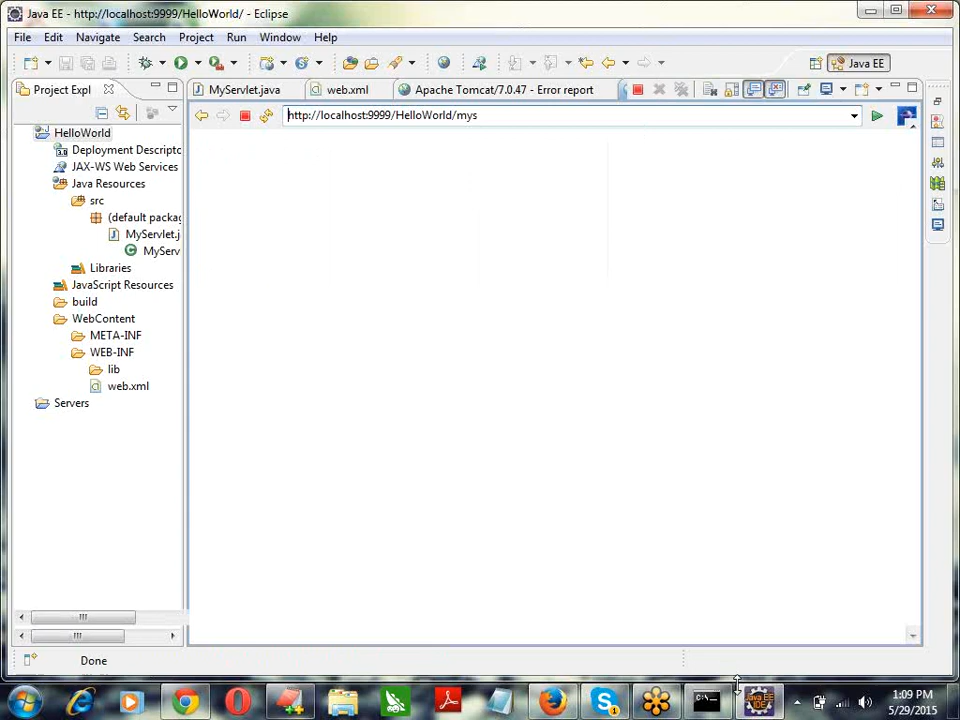 Java EE - http://localhost:9999/HelloWorld/ - Eclipse
File Edit Navigate Search Project Run Window Help
Java EE
Project Expl
MyServlet.java
web.xml
Apache Tomcat/7.0.47 - Error report
http://localhost:9999/HelloWorld/mys
HelloWorld
Deployment Descripto
JAX-WS Web Services
Java Resources
src
(default packag
MyServlet.j
MyServ
Libraries
JavaScript Resources
build
WebContent
META-INF
WEB-INF
lib
web.xml
Servers
Done
C:\.
Java EE
IDE
1:09 PM
5/29/2015